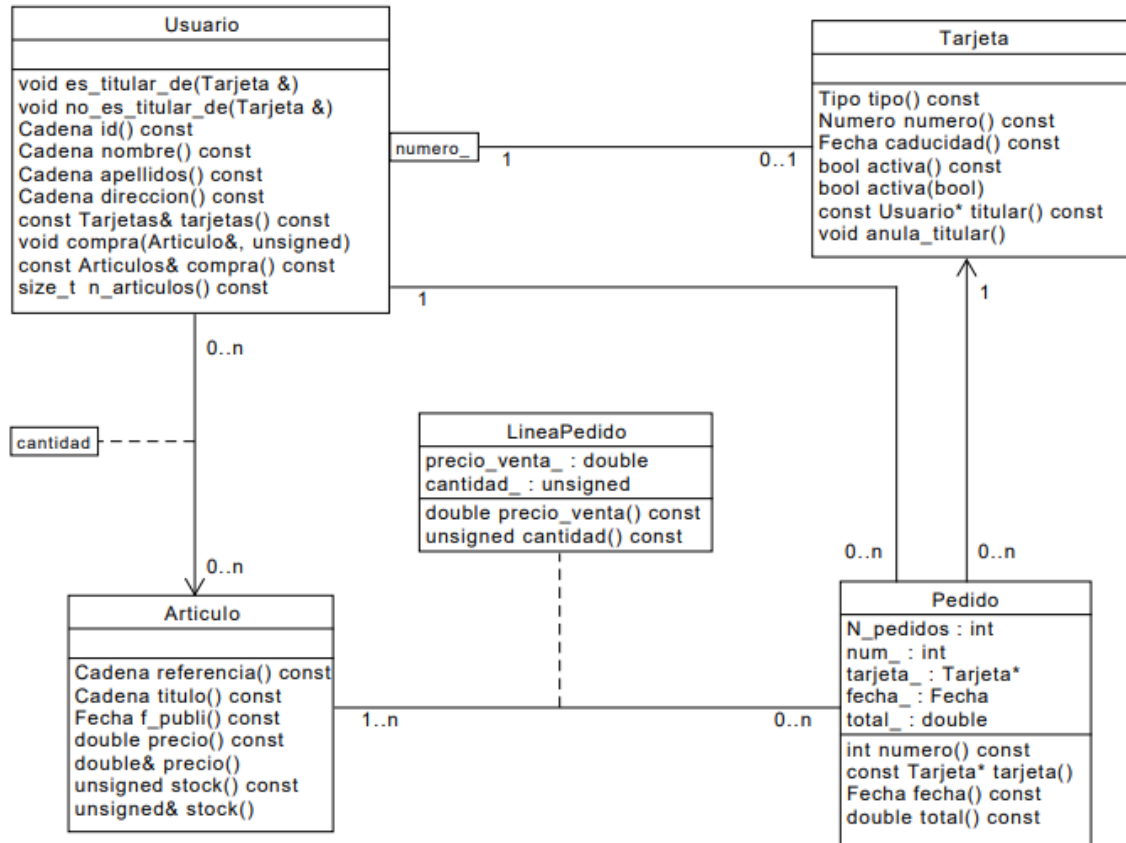 Usuario
void es_titular_de(Tarjeta &)
void no_es_titular_de(Tarjeta &)
Cadena id() const
Cadena nombre() const
Cadena apellidos() const
Cadena direccion() const
const Tarjetas& tarjetas() const
void compra(Articulo&, unsigned)
const Articulos& compra() const
size_t n_articulos() const
numero_
1
0..1
Tarjeta
Tipo tipo() const
Numero numero() const
Fecha caducidad() const
bool activa() const
bool activa(bool)
const Usuario* titular() const
void anula_titular()
1
1
0..n
cantidad
0..n
LineaPedido
precio_venta_ : double
cantidad_ : unsigned
double precio_venta() const
unsigned cantidad() const
0..n
0..n
Articulo
Cadena referencia() const
Cadena titulo() const
Fecha f_publi() const
double precio() const
double& precio()
unsigned stock() const
unsigned& stock()
1..n
0..n
Pedido
N_pedidos : int
num_ : int
tarjeta_ : Tarjeta*
fecha_ : Fecha
total_ : double
int numero() const
const Tarjeta* tarjeta()
Fecha fecha() const
double total() const